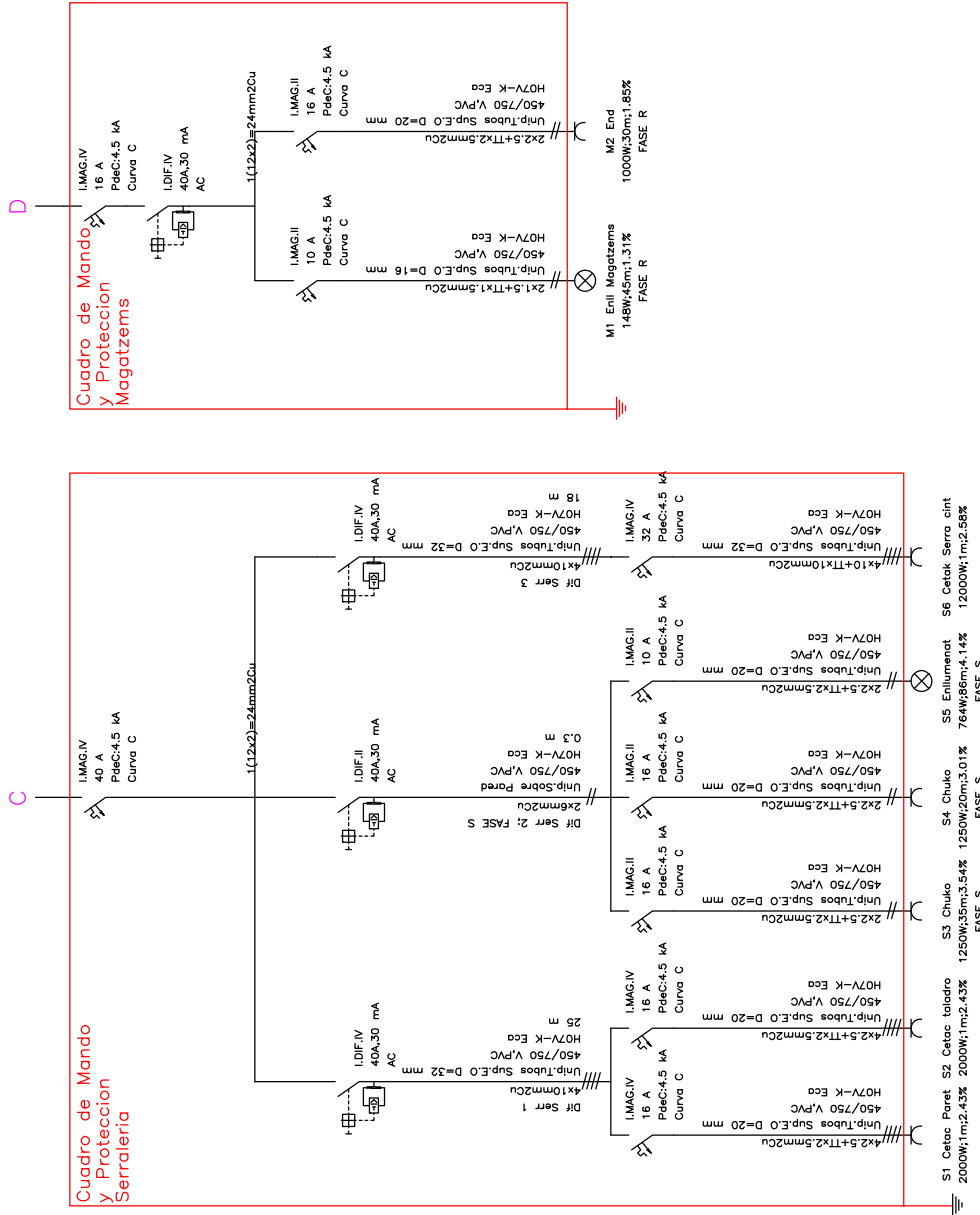 D
Cuadro de Mando
y Proteccion
Magatzems
I.MAG.IV
16 A
PdeC:4.5 kA
Curva C
I.DIF.IV
40A,30 mA
AC
1(12x2)=24mm2Cu
I.MAG.II
10 A
PdeC:4.5 kA
Curva C
2x1.5+TTx1.5mm2Cu
Unip.Tubos Sup.E.O D=16 mm
450/750 V,PVC
H07V-K Eca
M1 Enll Magatzems
148W;45m;1.31%
FASE R
I.MAG.II
16 A
PdeC:4.5 kA
Curva C
2x2.5+TTx2.5mm2Cu
Unip.Tubos Sup.E.O D=20 mm
450/750 V,PVC
H07V-K Eca
M2 End
1000W;30m;1.85%
FASE R
C
Cuadro de Mando
y Proteccion
Serraleria
I.MAG.IV
40 A
PdeC:4.5 kA
Curva C
1(12x2)=24mm2Cu
I.DIF.IV
40A,30 mA
AC
Dif Serr 1
4x10mm2Cu
Unip.Tubos Sup.E.O D=32 mm
450/750 V,PVC
H07V-K Eca
25 m
I.DIF.II
40A,30 mA
AC
Dif Serr 2; FASE S
2x6mm2Cu
Unip.Sobre Pared
450/750 V,PVC
H07V-K Eca
0.3 m
I.DIF.IV
40A,30 mA
AC
Dif Serr 3
4x10mm2Cu
Unip.Tubos Sup.E.O D=32 mm
450/750 V,PVC
H07V-K Eca
18 m
I.MAG.IV
16 A
PdeC:4.5 kA
Curva C
4x2.5+TTx2.5mm2Cu
Unip.Tubos Sup.E.O D=20 mm
450/750 V,PVC
H07V-K Eca
S1 Cetac Paret
2000W;1m;2.43%
I.MAG.IV
16 A
PdeC:4.5 kA
Curva C
4x2.5+TTx2.5mm2Cu
Unip.Tubos Sup.E.O D=20 mm
450/750 V,PVC
H07V-K Eca
S2 Cetac taladro
2000W;1m;2.43%
I.MAG.II
16 A
PdeC:4.5 kA
Curva C
2x2.5+TTx2.5mm2Cu
Unip.Tubos Sup.E.O D=20 mm
450/750 V,PVC
H07V-K Eca
S3 Chuko
1250W;35m;3.54%
FASE S
I.MAG.II
16 A
PdeC:4.5 kA
Curva C
2x2.5+TTx2.5mm2Cu
Unip.Tubos Sup.E.O D=20 mm
450/750 V,PVC
H07V-K Eca
S4 Chuko
1250W;20m;3.01%
FASE S
I.MAG.II
10 A
PdeC:4.5 kA
Curva C
2x2.5+TTx2.5mm2Cu
Unip.Tubos Sup.E.O D=20 mm
450/750 V,PVC
H07V-K Eca
S5 Enllumenat
764W;86m;4.14%
FASE S
I.MAG.IV
32 A
PdeC:4.5 kA
Curva C
4x10+TTx10mm2Cu
Unip.Tubos Sup.E.O D=32 mm
450/750 V,PVC
H07V-K Eca
S6 Cetak Serra cint
12000W;1m;2.58%